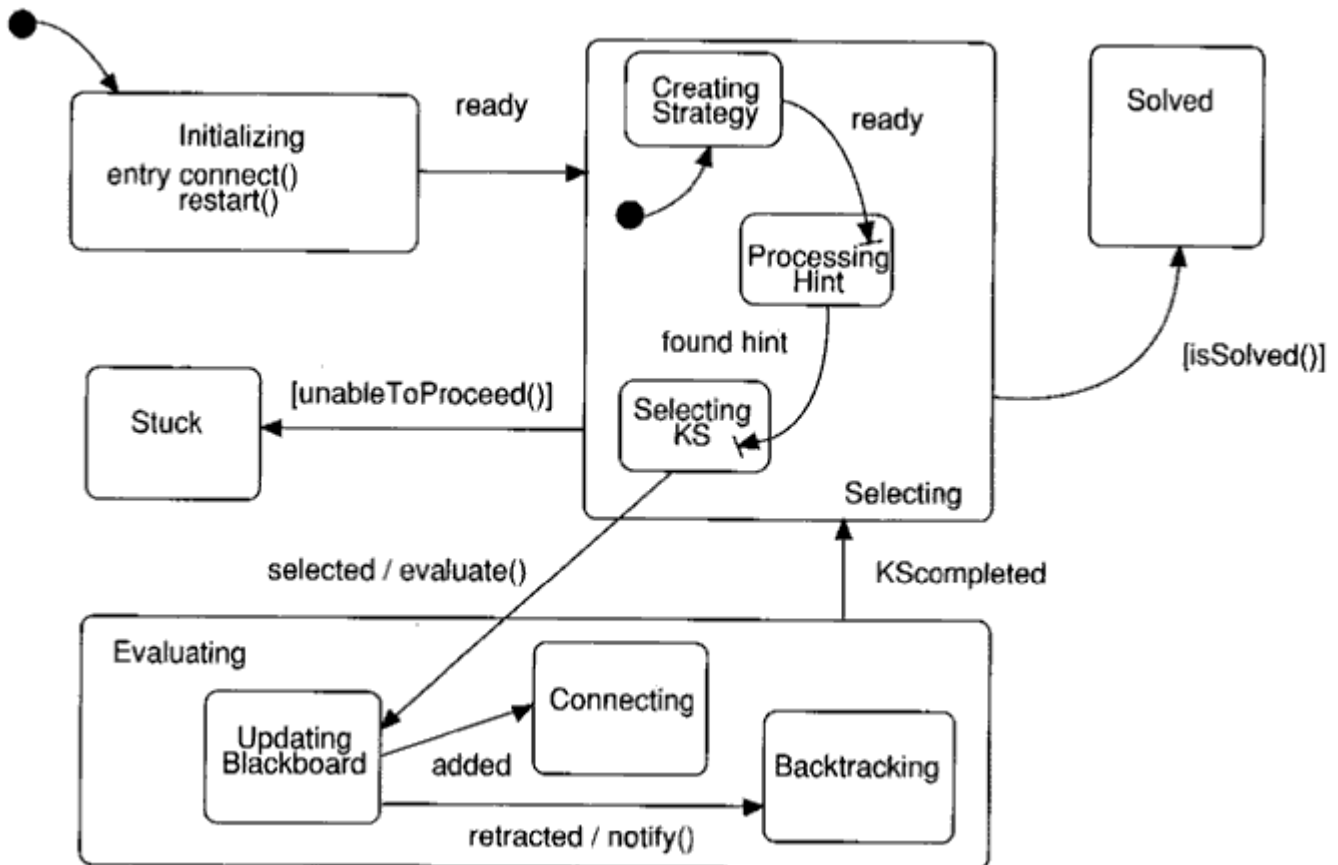 Initializing
entry connect()
restart()
ready
Creating
Strategy
ready
Processing
Hint
found hint
Selecting
KS
Selecting
Solved
[isSolved()]
[unableToProceed()]
Stuck
selected / evaluate()
KScompleted
Evaluating
Updating
Blackboard
added
Connecting
Backtracking
retracted / notify()